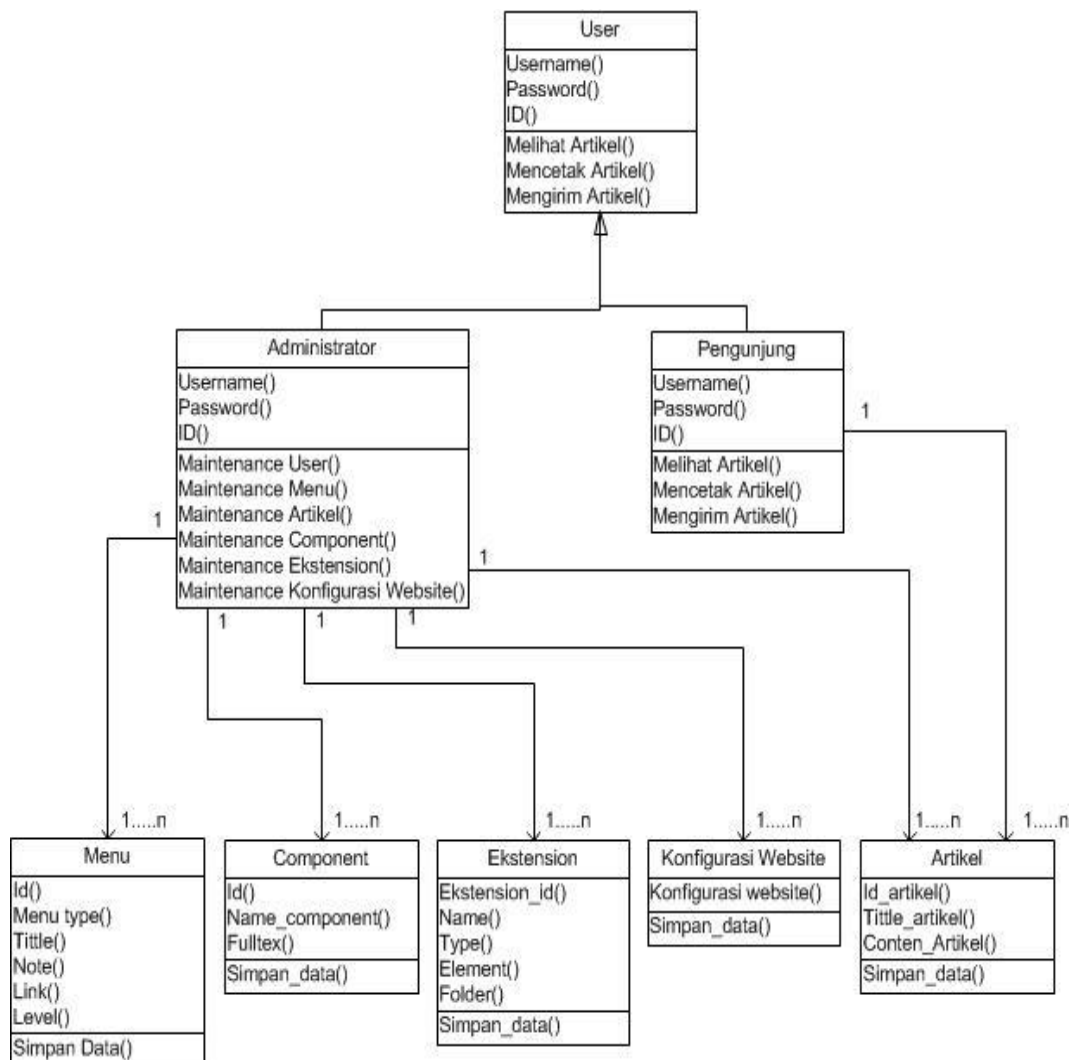 User
Username()
Password()
ID()
Melihat Artikel()
Mencetak Artikel()
Mengirim Artikel()
Administrator
Username()
Password()
ID()
Maintenance User()
Maintenance Menu()
Maintenance Artikel()
Maintenance Component()
Maintenance Ekstension()
Maintenance Konfigurasi Website()
Pengunjung
Username()
Password()
ID()
Melihat Artikel()
Mencetak Artikel()
Mengirim Artikel()
1
1
1
1
1
1
1.....n
1.....n
1.....n
1.....n
1.....n
1.....n
Menu
Id()
Menu type()
Tittle()
Note()
Link()
Level()
Simpan Data()
Component
Id()
Name_component()
Fulltex()
Simpan_data()
Ekstension
Ekstension_id()
Name()
Type()
Element()
Folder()
Simpan_data()
Konfigurasi Website
Konfigurasi website()
Simpan_data()
Artikel
Id_artikel()
Tittle_artikel()
Conten_Artikel()
Simpan_data()